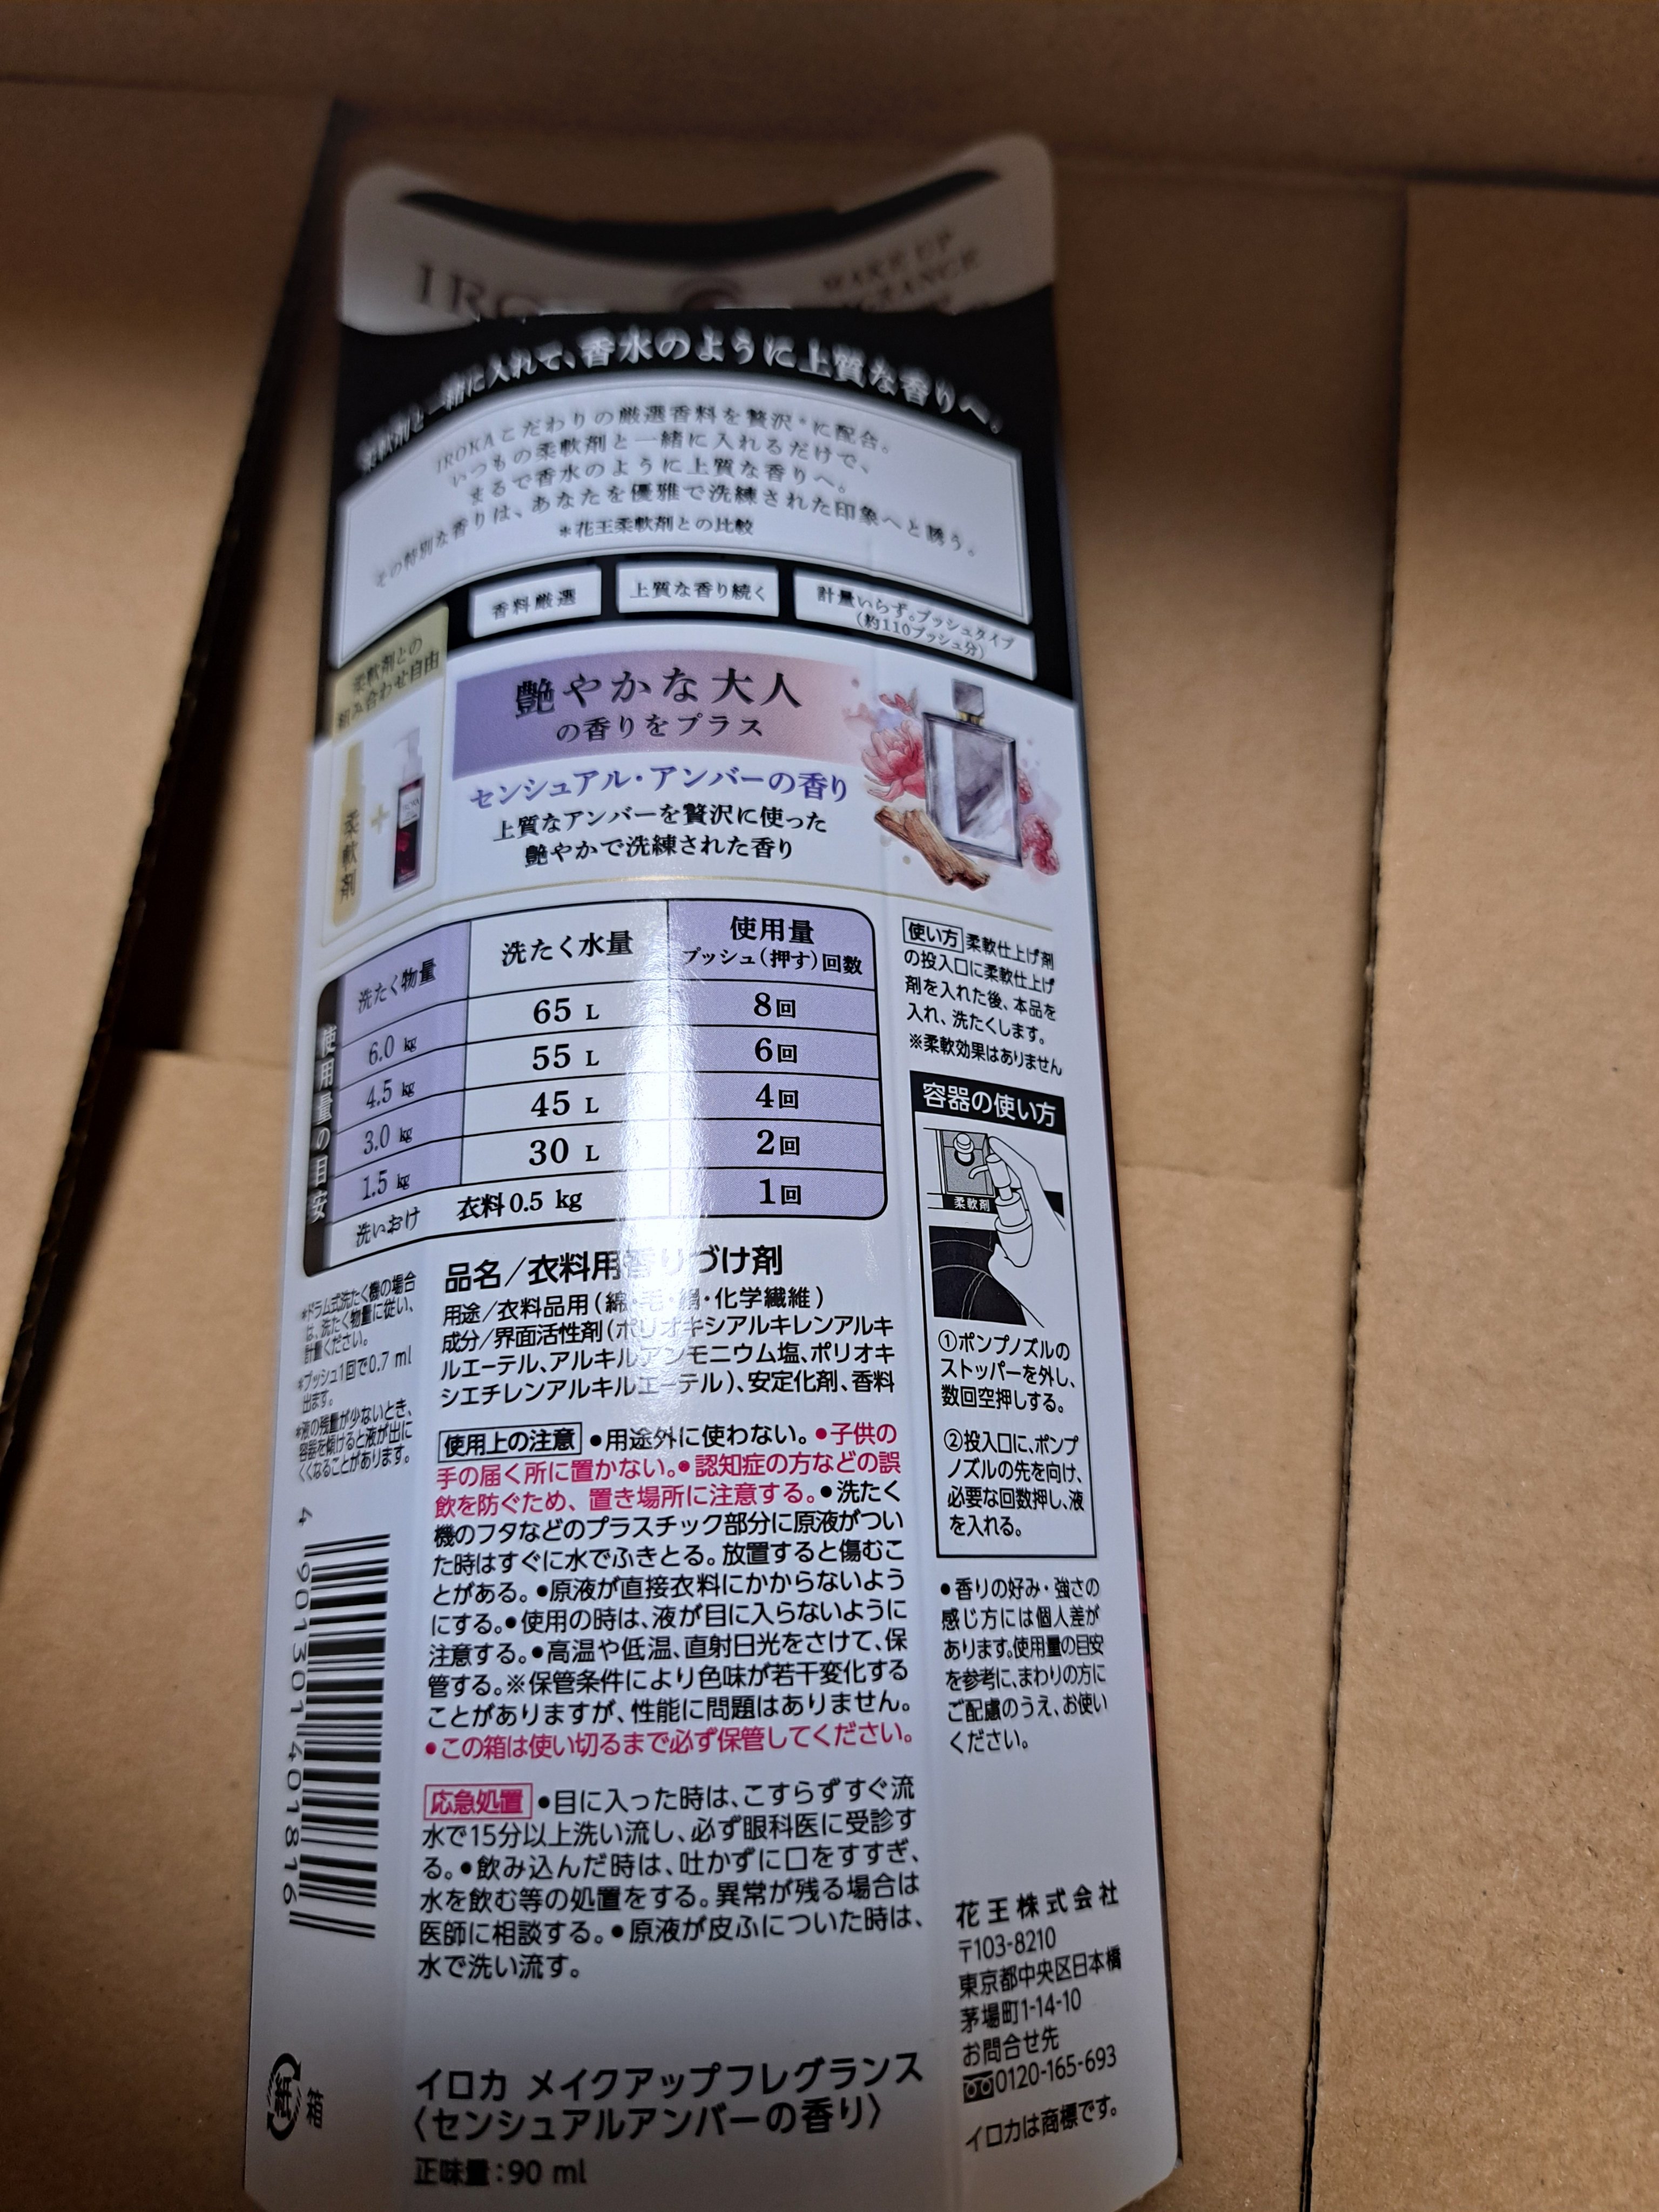 IRO
MAKE UP
柔軟剤と一緒に入れて、香水のように上質な香りへ。
IROKAこだわりの厳選香料を贅沢*に配合。
いつもの柔軟剤と一緒に入れるだけで、
まるで香水のように上質な香りへ。
その特別な香りは、あなたを優雅で洗練された印象へと誘う。
*花王柔軟剤との比較
香料厳選
上質な香り続く
計量いらず。プッシュタイプ
(約110プッシュ分)
柔軟剤との
組み合わせ自由
柔軟剤
+
艶やかな大人
の香りをプラス
センシュアル・アンバーの香り
上質なアンバーを贅沢に使った
艶やかで洗練された香り
使用量の目安
洗たく物量 洗たく水量 使用量
プッシュ(押す)回数
6.0 kg 65 L 8回
4.5 kg 55 L 6回
3.0 kg 45 L 4回
1.5 kg 30 L 2回
洗いおけ 衣料0.5 kg 1回
*ドラム式洗たく機の場合
は、洗たく物量に従い、
計量ください。
*プッシュ1回で0.7 ml
出ます。
*液の残量が少ないとき、
容器を傾けると液が出に
くくなることがあります。
使い方 柔軟仕上げ剤
の投入口に柔軟仕上げ
剤を入れた後、本品を
入れ、洗たくします。
※柔軟効果はありません
容器の使い方
柔軟剤
①ポンプノズルの
ストッパーを外し、
数回空押しする。
②投入口に、ポンプ
ノズルの先を向け、
必要な回数押し、液
を入れる。
●香りの好み・強さの
感じ方には個人差が
あります。使用量の目安
を参考に、まわりの方に
ご配慮のうえ、お使い
ください。
品名/衣料用香りづけ剤
用途/衣料品用(綿・毛・絹・化学繊維)
成分/界面活性剤(ポリオキシアルキレンアルキ
ルエーテル、アルキルアンモニウム塩、ポリオキ
シエチレンアルキルエーテル)、安定化剤、香料
使用上の注意 ●用途外に使わない。●子供の
手の届く所に置かない。●認知症の方などの誤
飲を防ぐため、置き場所に注意する。●洗たく
機のフタなどのプラスチック部分に原液がつい
た時はすぐに水でふきとる。放置すると傷むこ
とがある。●原液が直接衣料にかからないよう
にする。●使用の時は、液が目に入らないように
注意する。●高温や低温、直射日光をさけて、保
管する。※保管条件により色味が若干変化する
ことがありますが、性能に問題はありません。
●この箱は使い切るまで必ず保管してください。
応急処置 ●目に入った時は、こすらずすぐ流
水で15分以上洗い流し、必ず眼科医に受診す
る。●飲み込んだ時は、吐かずに口をすすぎ、
水を飲む等の処置をする。異常が残る場合は
医師に相談する。●原液が皮ふについた時は、
水で洗い流す。
4 901301 401816
紙 箱
イロカ メイクアップフレグランス
〈センシュアルアンバーの香り〉
正味量:90 ml
花王株式会社
〒103-8210
東京都中央区日本橋
茅場町1-14-10
お問合せ先
0120-165-693
イロカは商標です。